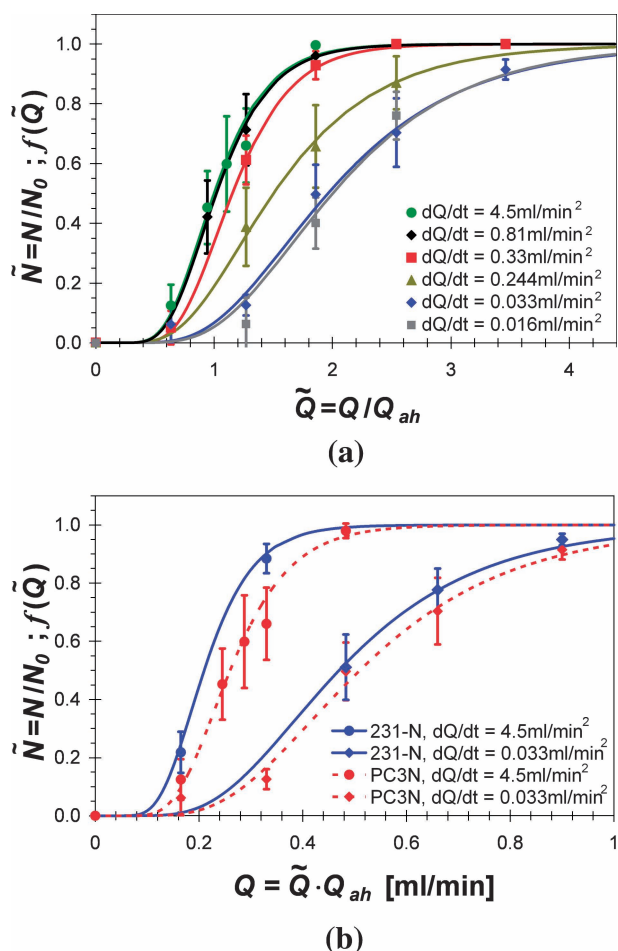 1.0
0.8
0.6
0.4
0.2
0.0
Ñ=N/N₀ ; f(Q̃)
dQ/dt = 4.5ml/min²
dQ/dt = 0.81ml/min²
dQ/dt = 0.33ml/min²
dQ/dt = 0.244ml/min²
dQ/dt = 0.033ml/min²
dQ/dt = 0.016ml/min²
0 1 2 3 4
Q̃=Q/Qₐₕ
(a)
1.0
0.8
0.6
0.4
0.2
0.0
Ñ=N/N₀ ; f(Q̃)
231-N, dQ/dt = 4.5ml/min²
231-N, dQ/dt = 0.033ml/min²
PC3N, dQ/dt = 4.5ml/min²
PC3N, dQ/dt = 0.033ml/min²
0 0.2 0.4 0.6 0.8 1
Q = Q̃·Qₐₕ [ml/min]
(b)